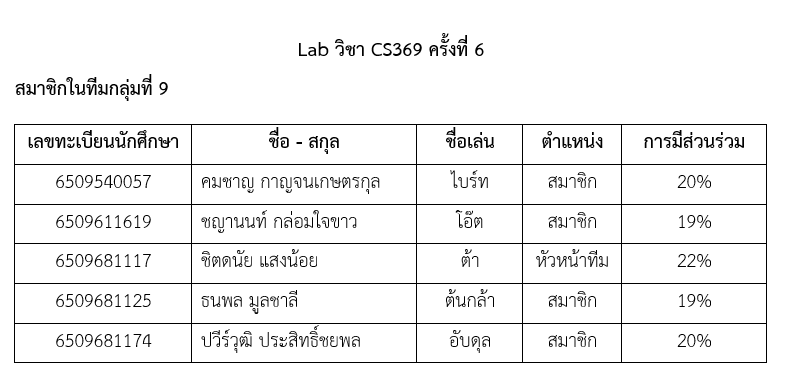 Lab วิชา CS369 ครั้งที่ 6
สมาชิกในทีมกลุ่มที่ 9
เลขทะเบียนนักศึกษา ชื่อ - สกุล ชื่อเล่น ตำแหน่ง การมีส่วนร่วม
6509540057 คมชาญ กาญจนเกษตรกุล ไบร์ท สมาชิก 20%
6509611619 ชญานนท์ กล่อมใจขาว โอ๊ต สมาชิก 19%
6509681117 ชิตดนัย แสงน้อย ต้า หัวหน้าทีม 22%
6509681125 ธนพล มูลชาลี ต้นกล้า สมาชิก 19%
6509681174 ปวีร์วุฒิ ประสิทธิ์ชยพล อับดุล สมาชิก 20%